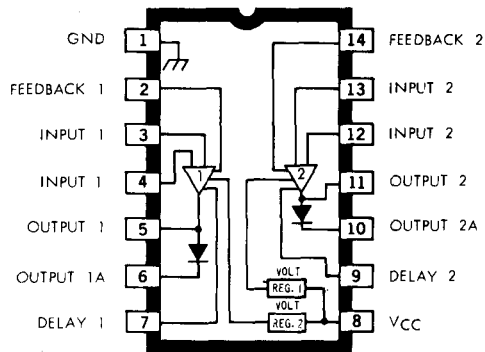 GND 1 14 FEEDBACK 2
FEEDBACK 1 2 13 INPUT 2
INPUT 1 3 12 INPUT 2
1 2
INPUT 1 4 11 OUTPUT 2
OUTPUT 1 5 10 OUTPUT 2A
VOLT
OUTPUT 1A 6 REG. 1 9 DELAY 2
VOLT
DELAY 1 7 REG. 2 8 VCC